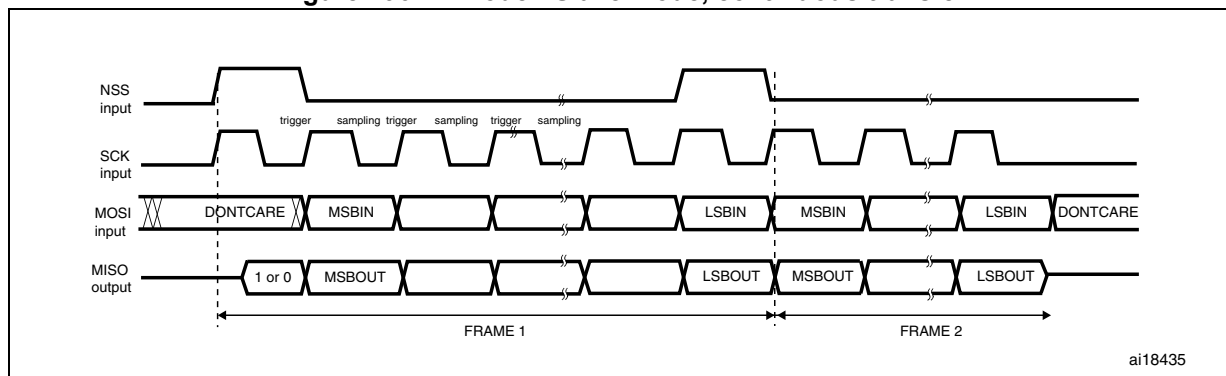 NSS
input
trigger sampling trigger sampling trigger sampling
SCK
input
MOSI
input
DONTCARE MSBIN LSBIN MSBIN LSBIN DONTCARE
MISO
output
1 or 0 MSBOUT LSBOUT MSBOUT LSBOUT
FRAME 1 FRAME 2
ai18435